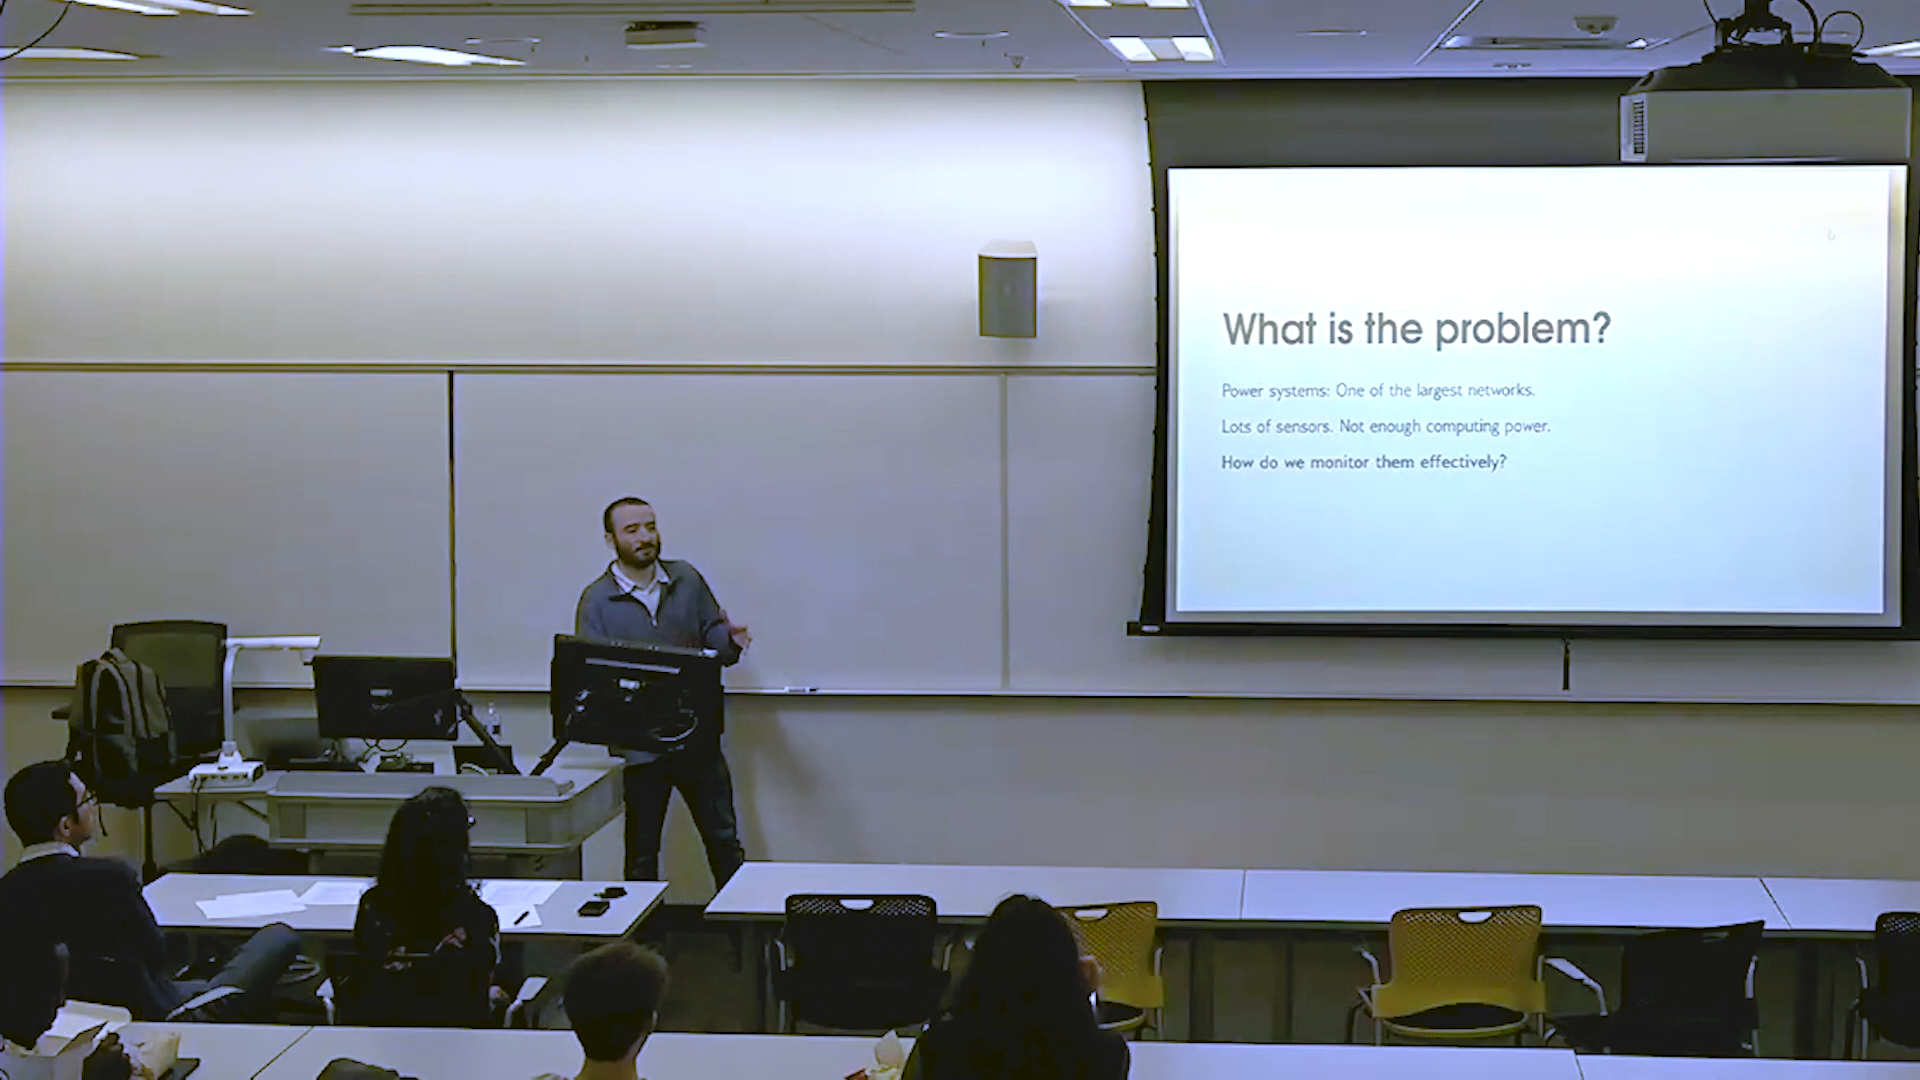 What is the problem?
Power systems: One of the largest networks.
Lots of sensors. Not enough computing power.
How do we monitor them effectively?